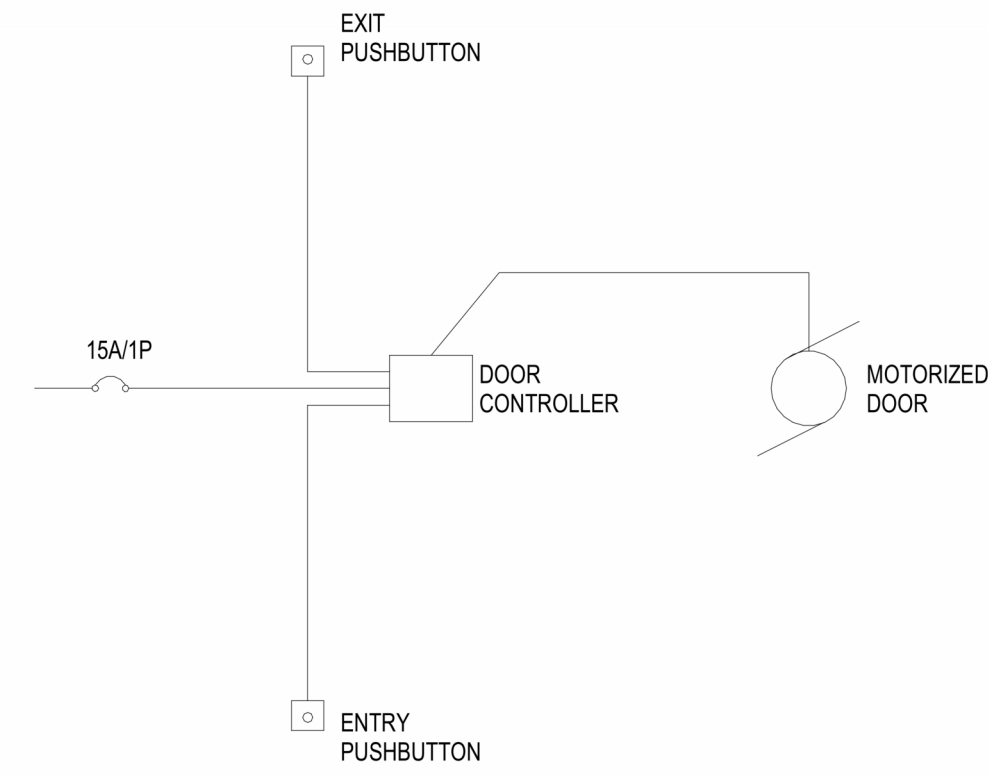 EXIT
PUSHBUTTON
15A/1P
DOOR
CONTROLLER
MOTORIZED
DOOR
ENTRY
PUSHBUTTON